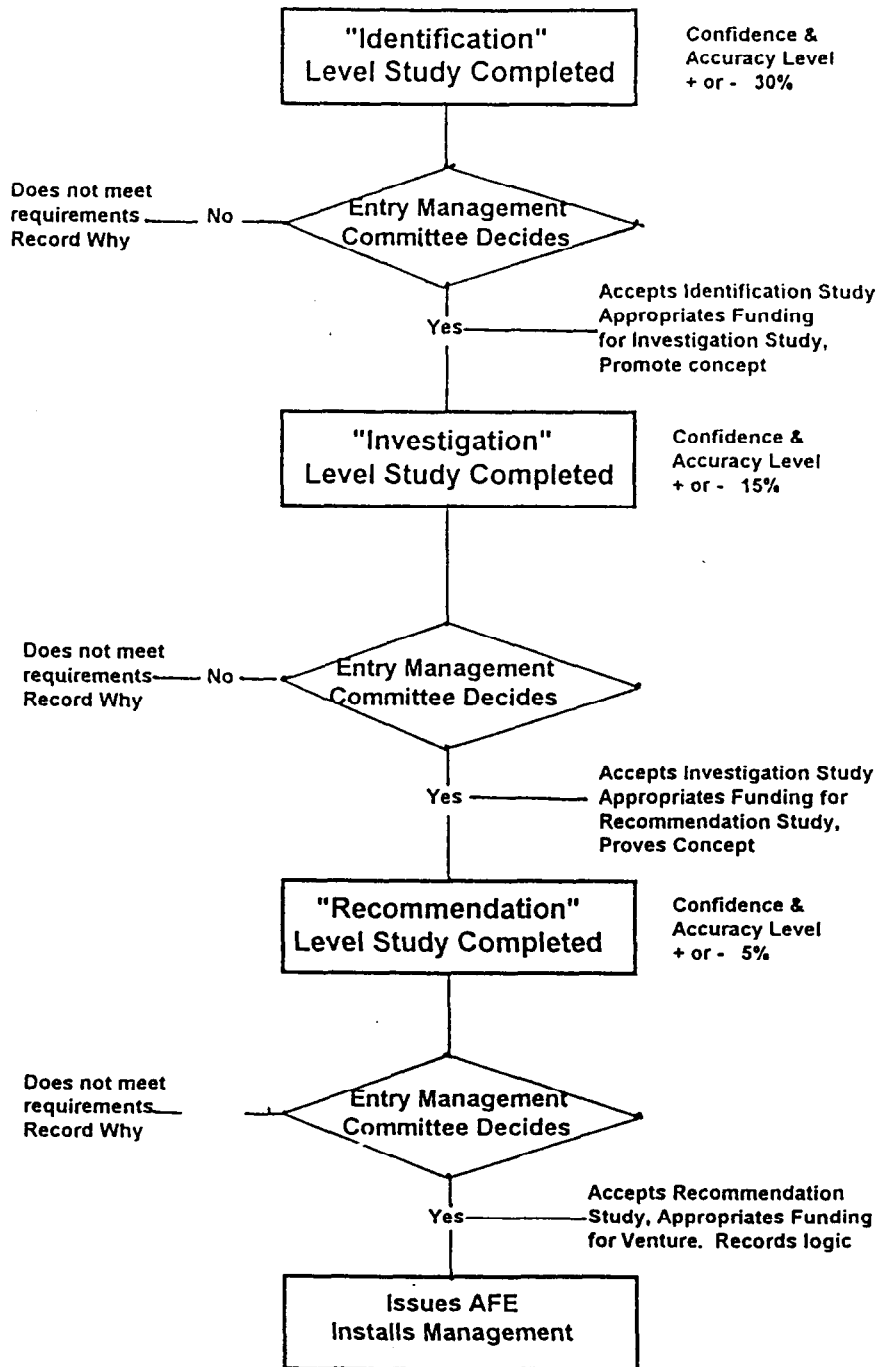 "Identification"
Level Study Completed
Confidence &
Accuracy Level
+ or - 30%
Does not meet
requirements
Record Why
No
Entry Management
Committee Decides
Yes
Accepts Identification Study
Appropriates Funding
for Investigation Study,
Promote concept
"Investigation"
Level Study Completed
Confidence &
Accuracy Level
+ or - 15%
Does not meet
requirements
Record Why
No
Entry Management
Committee Decides
Yes
Accepts Investigation Study
Appropriates Funding for
Recommendation Study,
Proves Concept
"Recommendation"
Level Study Completed
Confidence &
Accuracy Level
+ or - 5%
Does not meet
requirements
Record Why
Entry Management
Committee Decides
Yes
Accepts Recommendation
Study, Appropriates Funding
for Venture. Records logic
Issues AFE
Installs Management